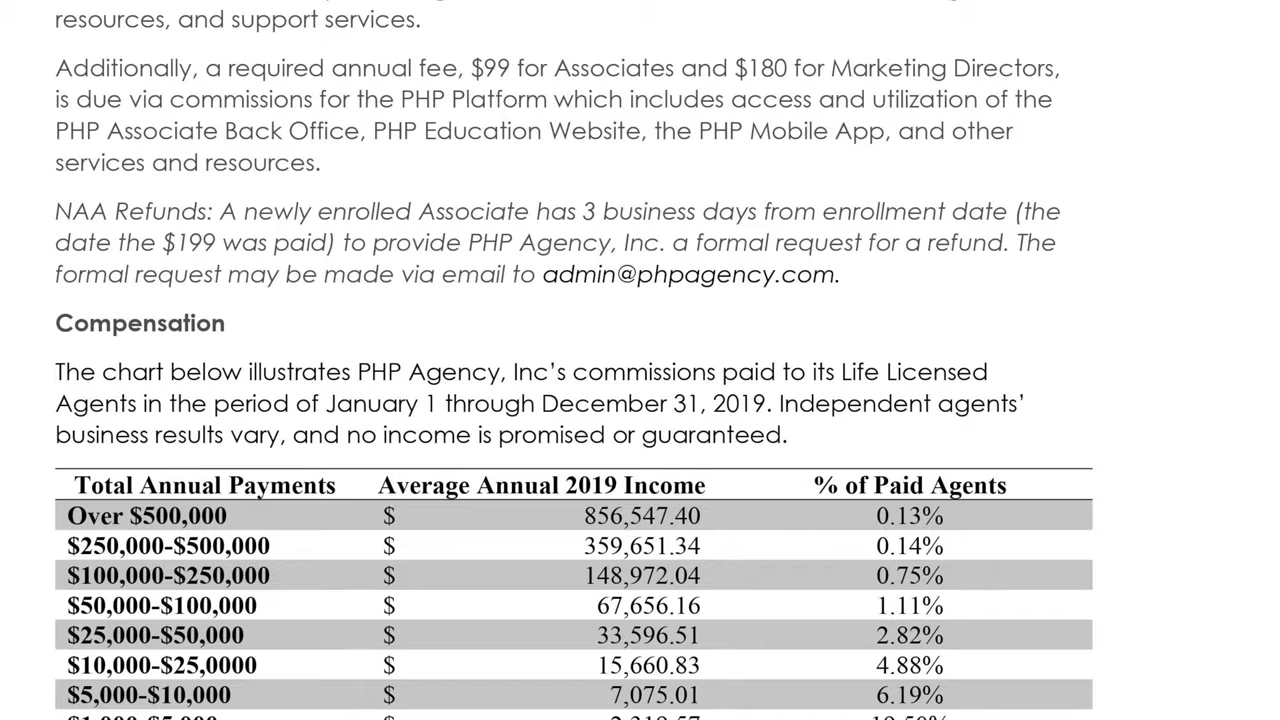 resources, and support services.
Additionally, a required annual fee, $99 for Associates and $180 for Marketing Directors,
is due via commissions for the PHP Platform which includes access and utilization of the
PHP Associate Back Office, PHP Education Website, the PHP Mobile App, and other
services and resources.
NAA Refunds: A newly enrolled Associate has 3 business days from enrollment date (the
date the $199 was paid) to provide PHP Agency, Inc. a formal request for a refund. The
formal request may be made via email to admin@phpagency.com.
Compensation
The chart below illustrates PHP Agency, Inc’s commissions paid to its Life Licensed
Agents in the period of January 1 through December 31, 2019. Independent agents’
business results vary, and no income is promised or guaranteed.
Total Annual Payments Average Annual 2019 Income % of Paid Agents
Over $500,000 $ 856,547.40 0.13%
$250,000-$500,000 $ 359,651.34 0.14%
$100,000-$250,000 $ 148,972.04 0.75%
$50,000-$100,000 $ 67,656.16 1.11%
$25,000-$50,000 $ 33,596.51 2.82%
$10,000-$25,0000 $ 15,660.83 4.88%
$5,000-$10,000 $ 7,075.01 6.19%